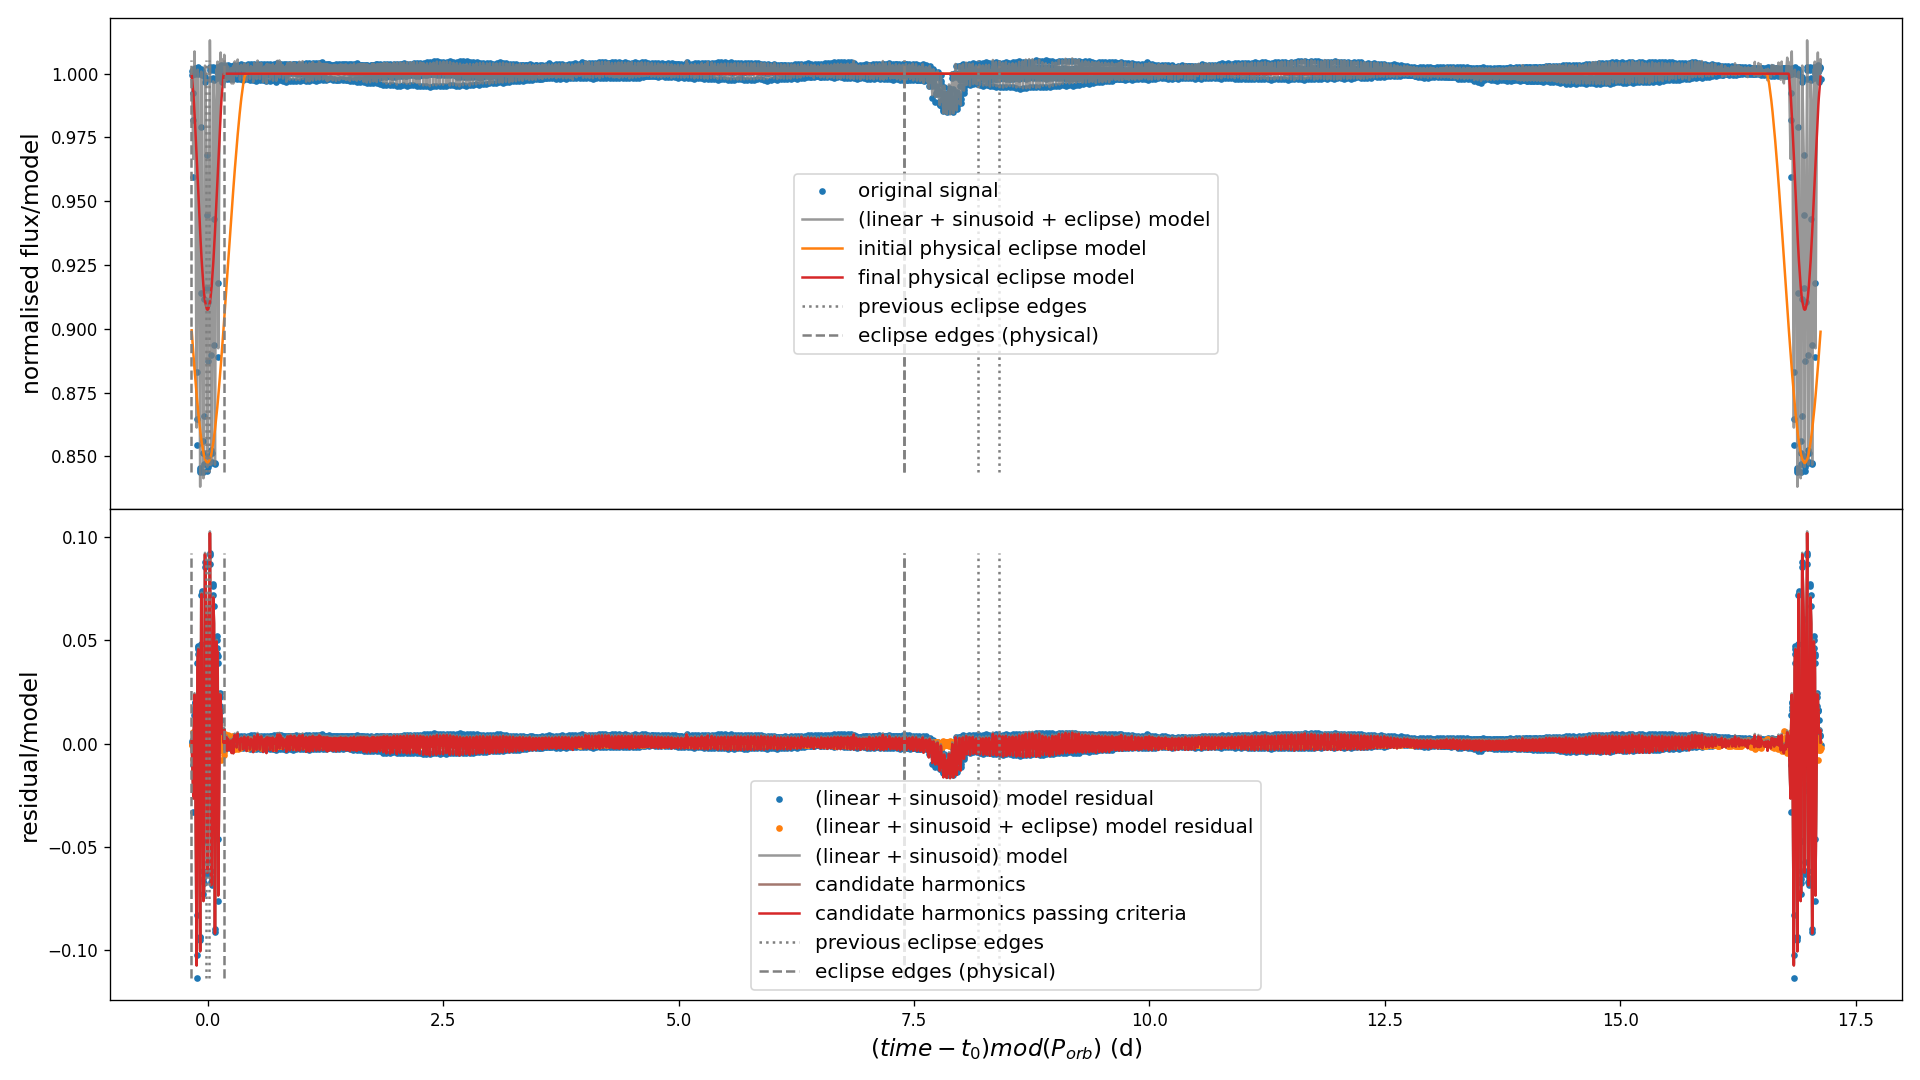 normalised flux/model
1.000
0.975
0.950
0.925
0.900
0.875
0.850
original signal
(linear + sinusoid + eclipse) model
initial physical eclipse model
final physical eclipse model
previous eclipse edges
eclipse edges (physical)
residual/model
0.10
0.05
0.00
−0.05
−0.10
(linear + sinusoid) model residual
(linear + sinusoid + eclipse) model residual
(linear + sinusoid) model
candidate harmonics
candidate harmonics passing criteria
previous eclipse edges
eclipse edges (physical)
0.0 2.5 5.0 7.5 10.0 12.5 15.0 17.5
(time − t₀)mod(P_orb) (d)